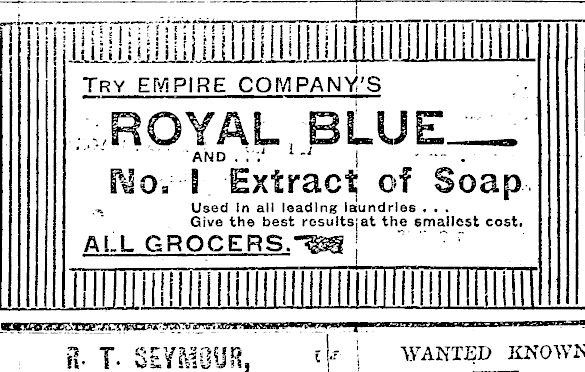 TRY EMPIRE COMPANY'S
ROYAL BLUE
AND ...
No. 1 Extract of Soap
Used in all leading laundries ...
Give the best results at the smallest cost.
ALL GROCERS.
R. T. SEYMOUR,
WANTED KNOWN